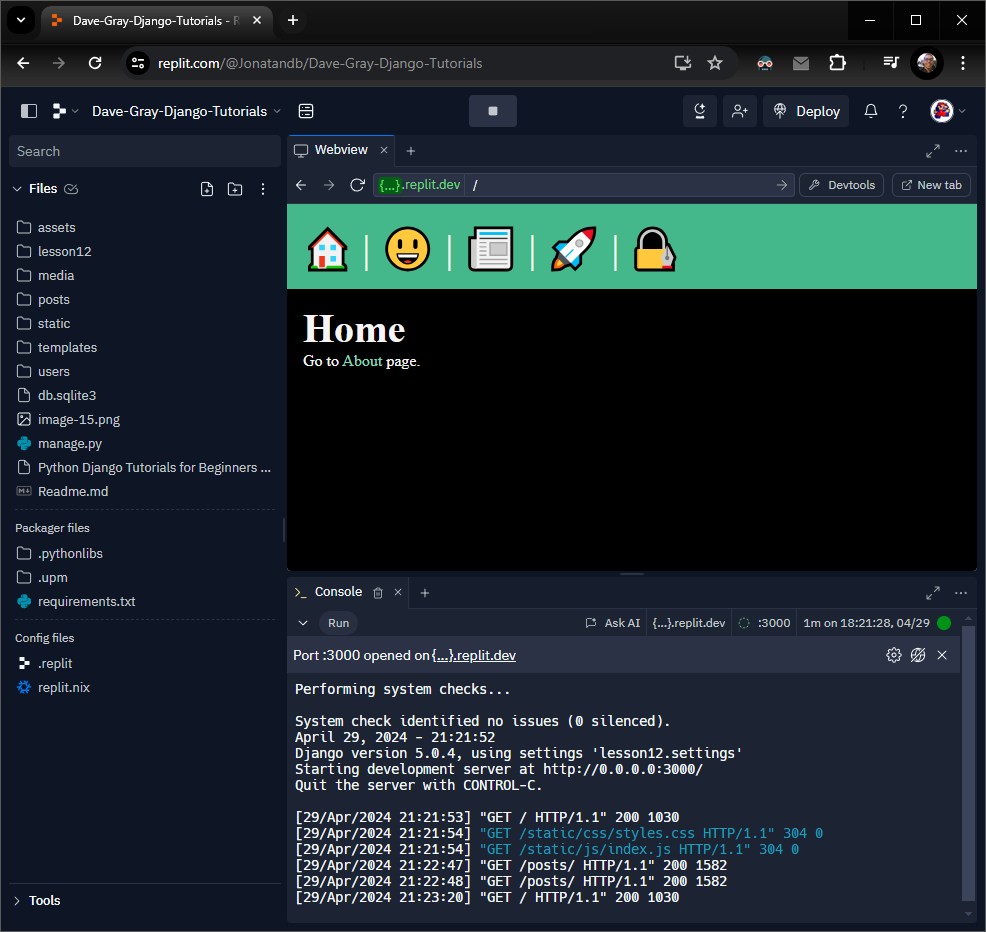 Dave-Gray-Django-Tutorials - R
replit.com/@Jonatandb/Dave-Gray-Django-Tutorials
Dave-Gray-Django-Tutorials
Deploy
Search
Files
assets
lesson12
media
posts
static
templates
users
db.sqlite3
image-15.png
manage.py
Python Django Tutorials for Beginners ...
Readme.md
Packager files
.pythonlibs
.upm
requirements.txt
Config files
.replit
replit.nix
Tools
Webview
{...}.replit.dev /
Devtools
New tab
Home
Go to About page.
Console
Run
Ask AI
{...}.replit.dev
:3000
1m on 18:21:28, 04/29
Port :3000 opened on {...}.replit.dev
Performing system checks...
System check identified no issues (0 silenced).
April 29, 2024 - 21:21:52
Django version 5.0.4, using settings 'lesson12.settings'
Starting development server at http://0.0.0.0:3000/
Quit the server with CONTROL-C.
[29/Apr/2024 21:21:53] "GET / HTTP/1.1" 200 1030
[29/Apr/2024 21:21:54] "GET /static/css/styles.css HTTP/1.1" 304 0
[29/Apr/2024 21:21:54] "GET /static/js/index.js HTTP/1.1" 304 0
[29/Apr/2024 21:22:47] "GET /posts/ HTTP/1.1" 200 1582
[29/Apr/2024 21:22:48] "GET /posts/ HTTP/1.1" 200 1582
[29/Apr/2024 21:23:20] "GET / HTTP/1.1" 200 1030